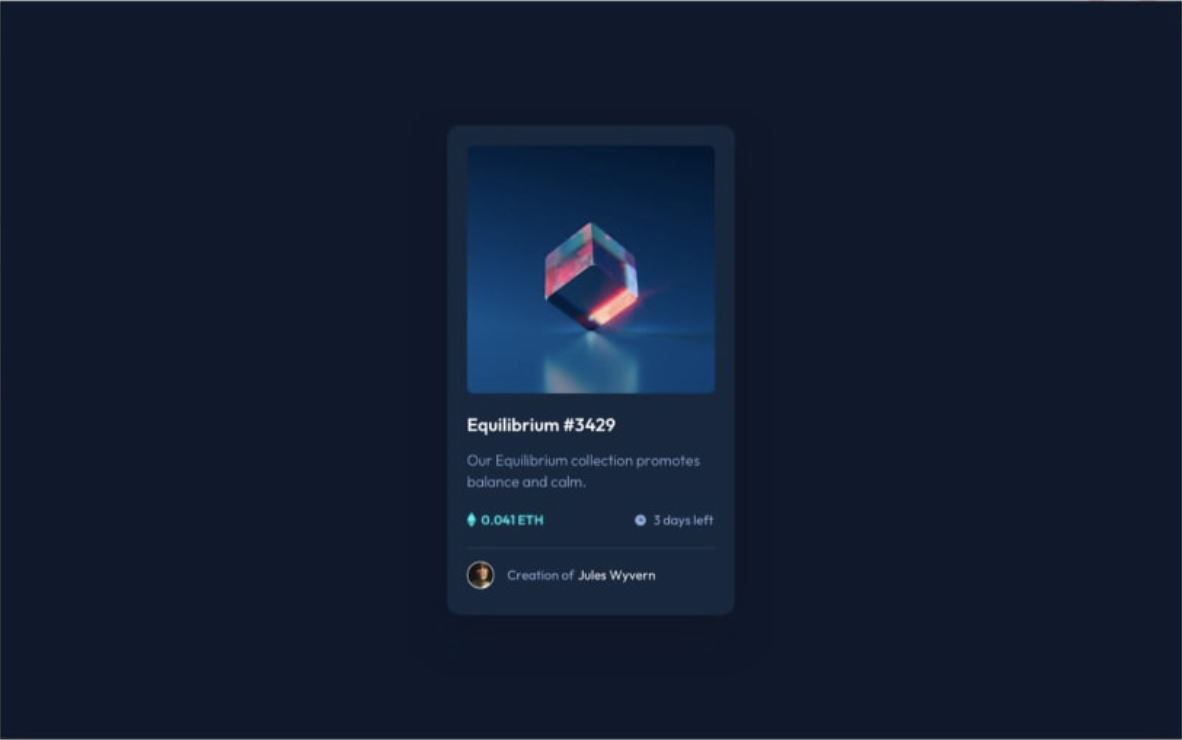 Equilibrium #3429
Our Equilibrium collection promotes
balance and calm.
0.041 ETH
3 days left
Creation of Jules Wyvern